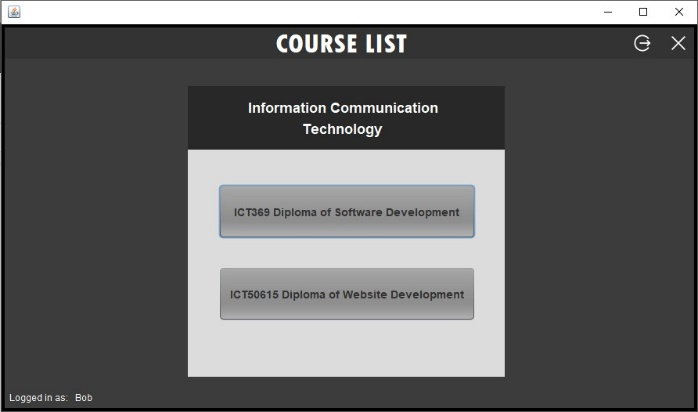 COURSE LIST
Information Communication
Technology
ICT369 Diploma of Software Development
ICT50615 Diploma of Website Development
Logged in as: Bob